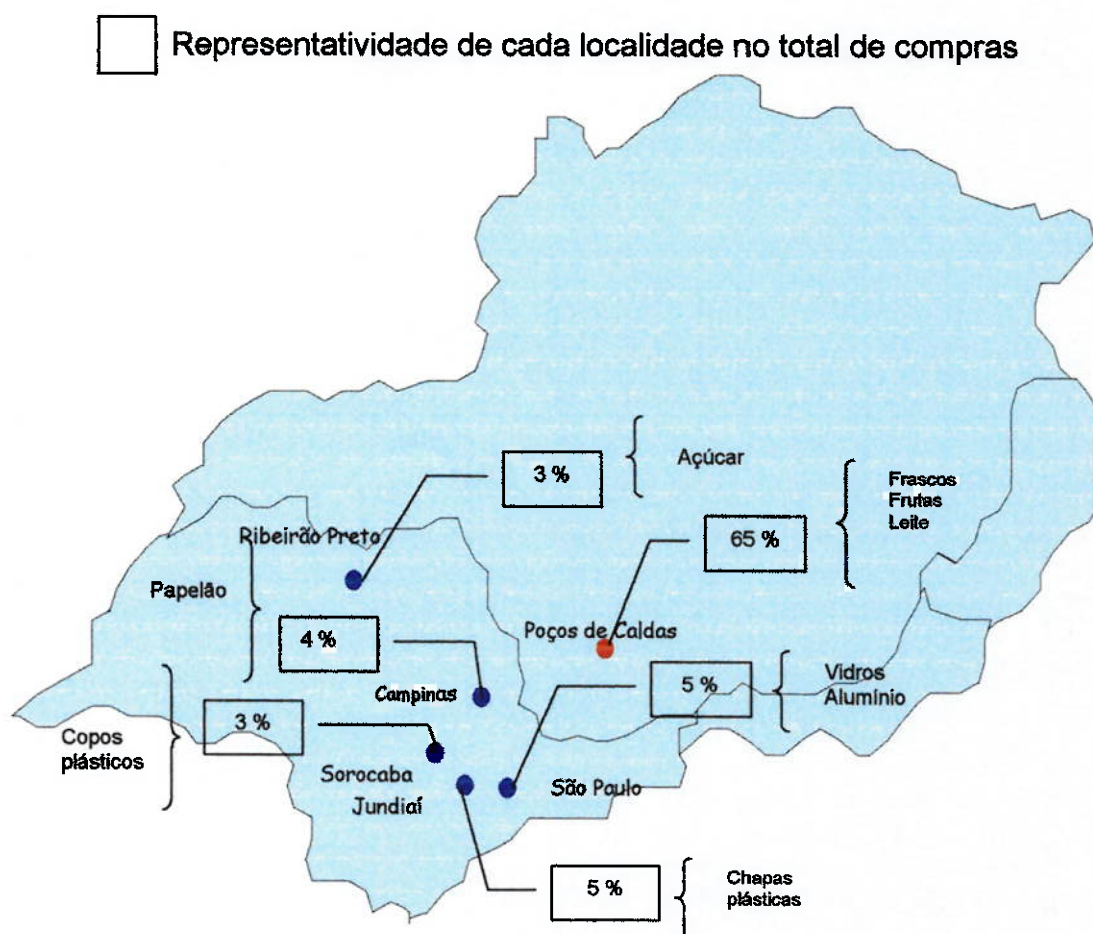 Representatividade de cada localidade no total de compras
3 %
Açúcar
Frascos
Frutas
Leite
65 %
Ribeirão Preto
Papelão
4 %
Poços de Caldas
Campinas
5 %
Vidros
Alumínio
3 %
Copos
plásticos
Sorocaba
Jundiaí
São Paulo
5 %
Chapas
plásticas